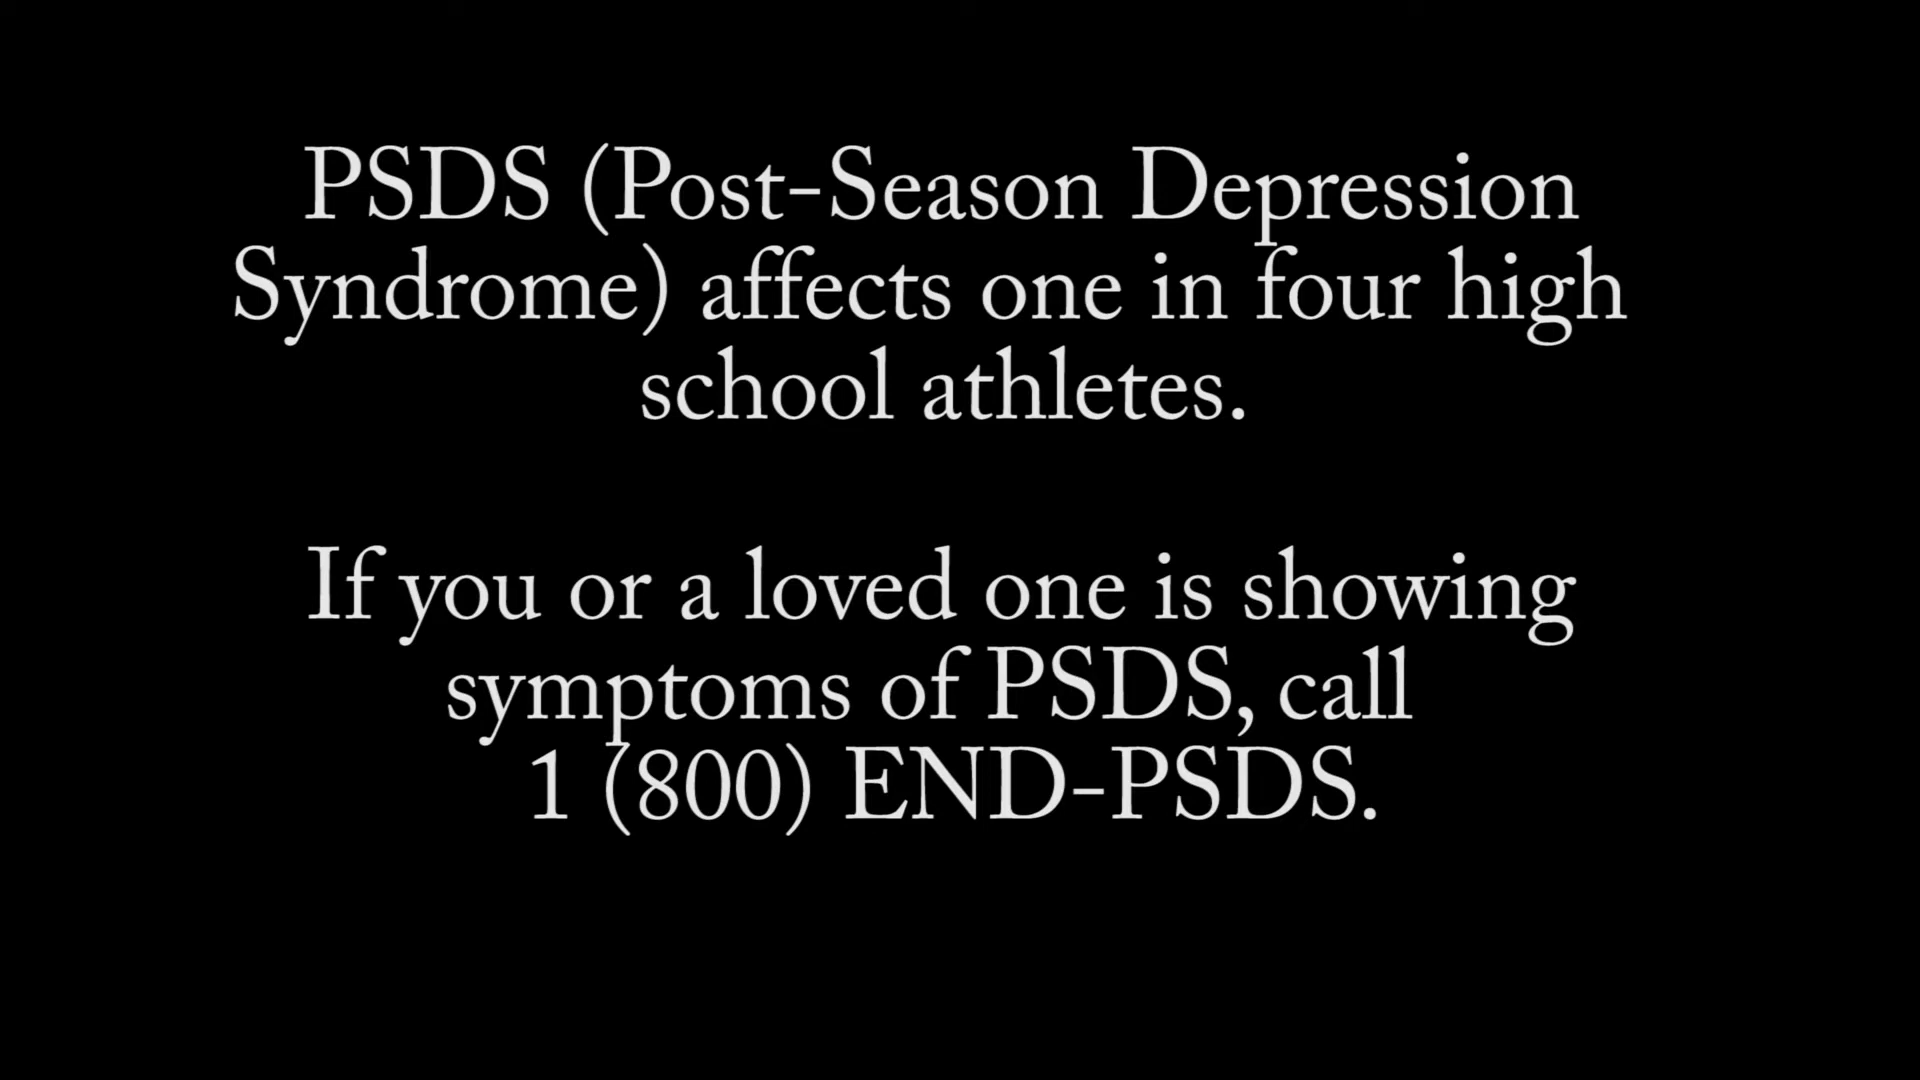 PSDS (Post-Season Depression
Syndrome) affects one in four high
school athletes.
If you or a loved one is showing
symptoms of PSDS, call
1 (800) END-PSDS.